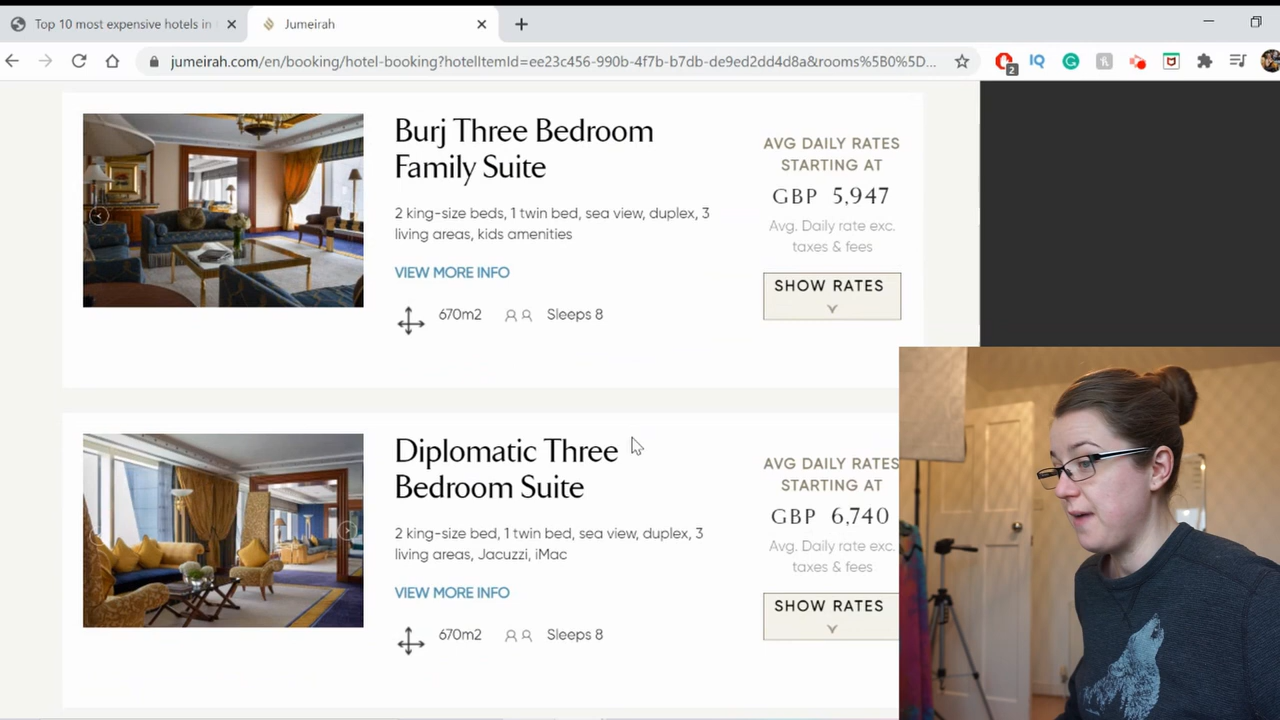 Top 10 most expensive hotels in
Jumeirah
jumeirah.com/en/booking/hotel-booking?hotelItemId=ee23c456-990b-4f7b-b7db-de9ed2dd4d8a&rooms%5B0%5D...
2
IQ
Burj Three Bedroom
Family Suite
2 king-size beds, 1 twin bed, sea view, duplex, 3
living areas, kids amenities
VIEW MORE INFO
670m2
Sleeps 8
AVG DAILY RATES
STARTING AT
GBP 5,947
Avg. Daily rate exc.
taxes & fees
SHOW RATES
Diplomatic Three
Bedroom Suite
2 king-size bed, 1 twin bed, sea view, duplex, 3
living areas, Jacuzzi, iMac
VIEW MORE INFO
670m2
Sleeps 8
AVG DAILY RATES
STARTING AT
GBP 6,740
Avg. Daily rate exc.
taxes & fees
SHOW RATES